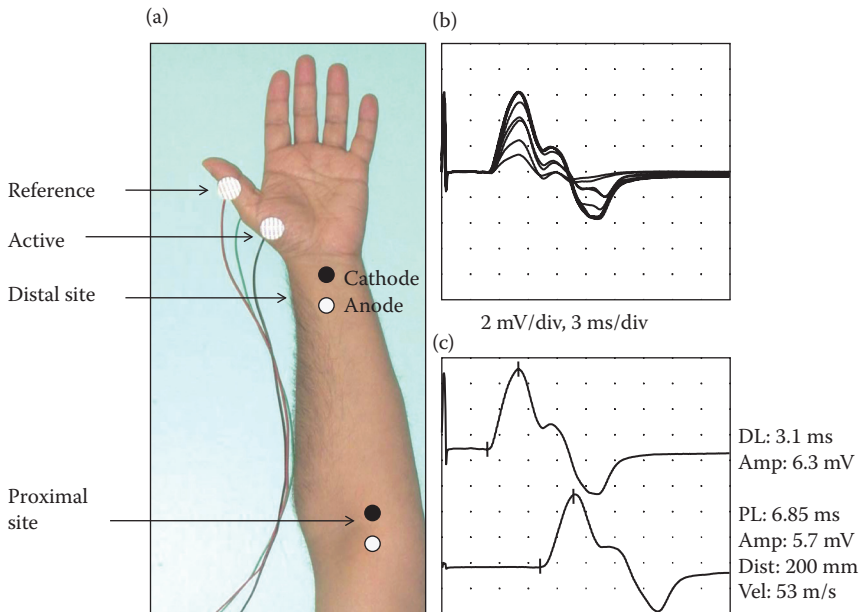 (a)
Reference
Active
Distal site
Cathode
Anode
Proximal
site
(b)
2 mV/div, 3 ms/div
(c)
DL: 3.1 ms
Amp: 6.3 mV
PL: 6.85 ms
Amp: 5.7 mV
Dist: 200 mm
Vel: 53 m/s